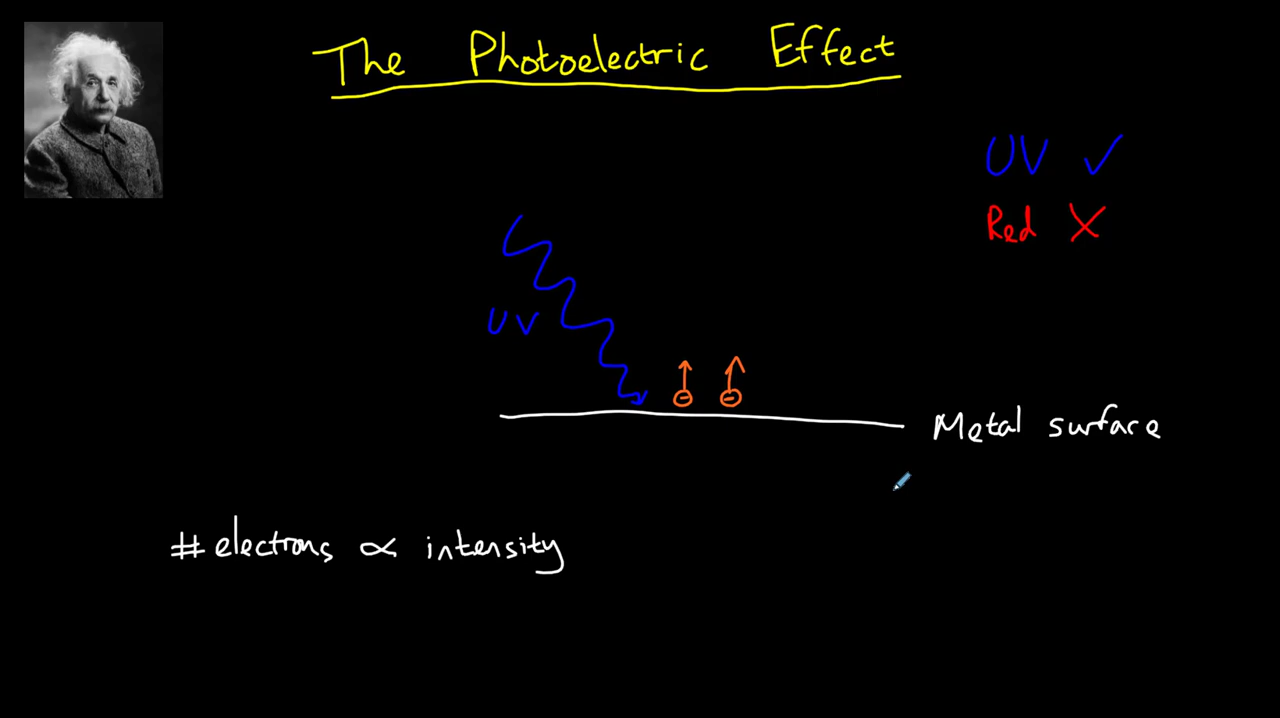 The Photoelectric Effect
UV ✓
Red X
UV
Metal surface
# electrons ∝ intensity